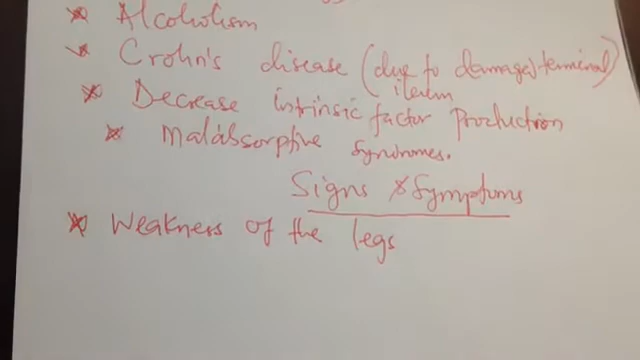 Alcoholism
Crohn's disease (due to damaged terminal)
ileum
Decrease intrinsic factor Production
Malabsorptive Syndromes.
Signs & Symptoms
Weakness of the legs